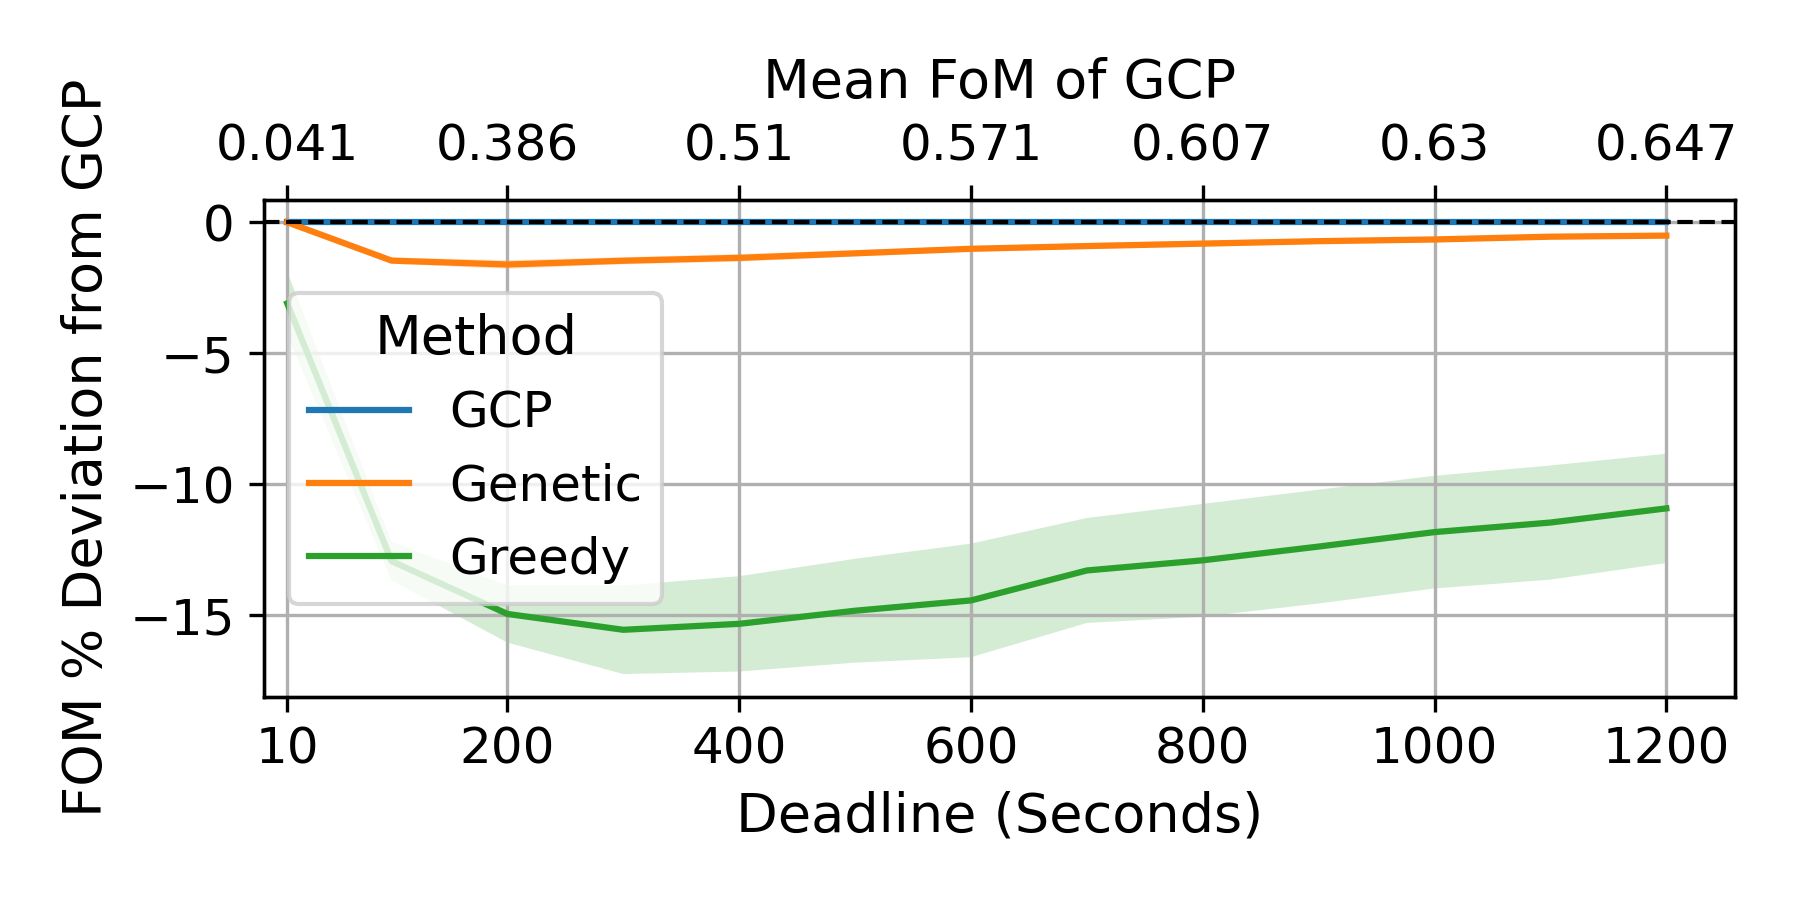 Mean FoM of GCP
0.041 0.386 0.51 0.571 0.607 0.63 0.647
FOM % Deviation from GCP
0
−5
−10
−15
Method
GCP
Genetic
Greedy
10 200 400 600 800 1000 1200
Deadline (Seconds)